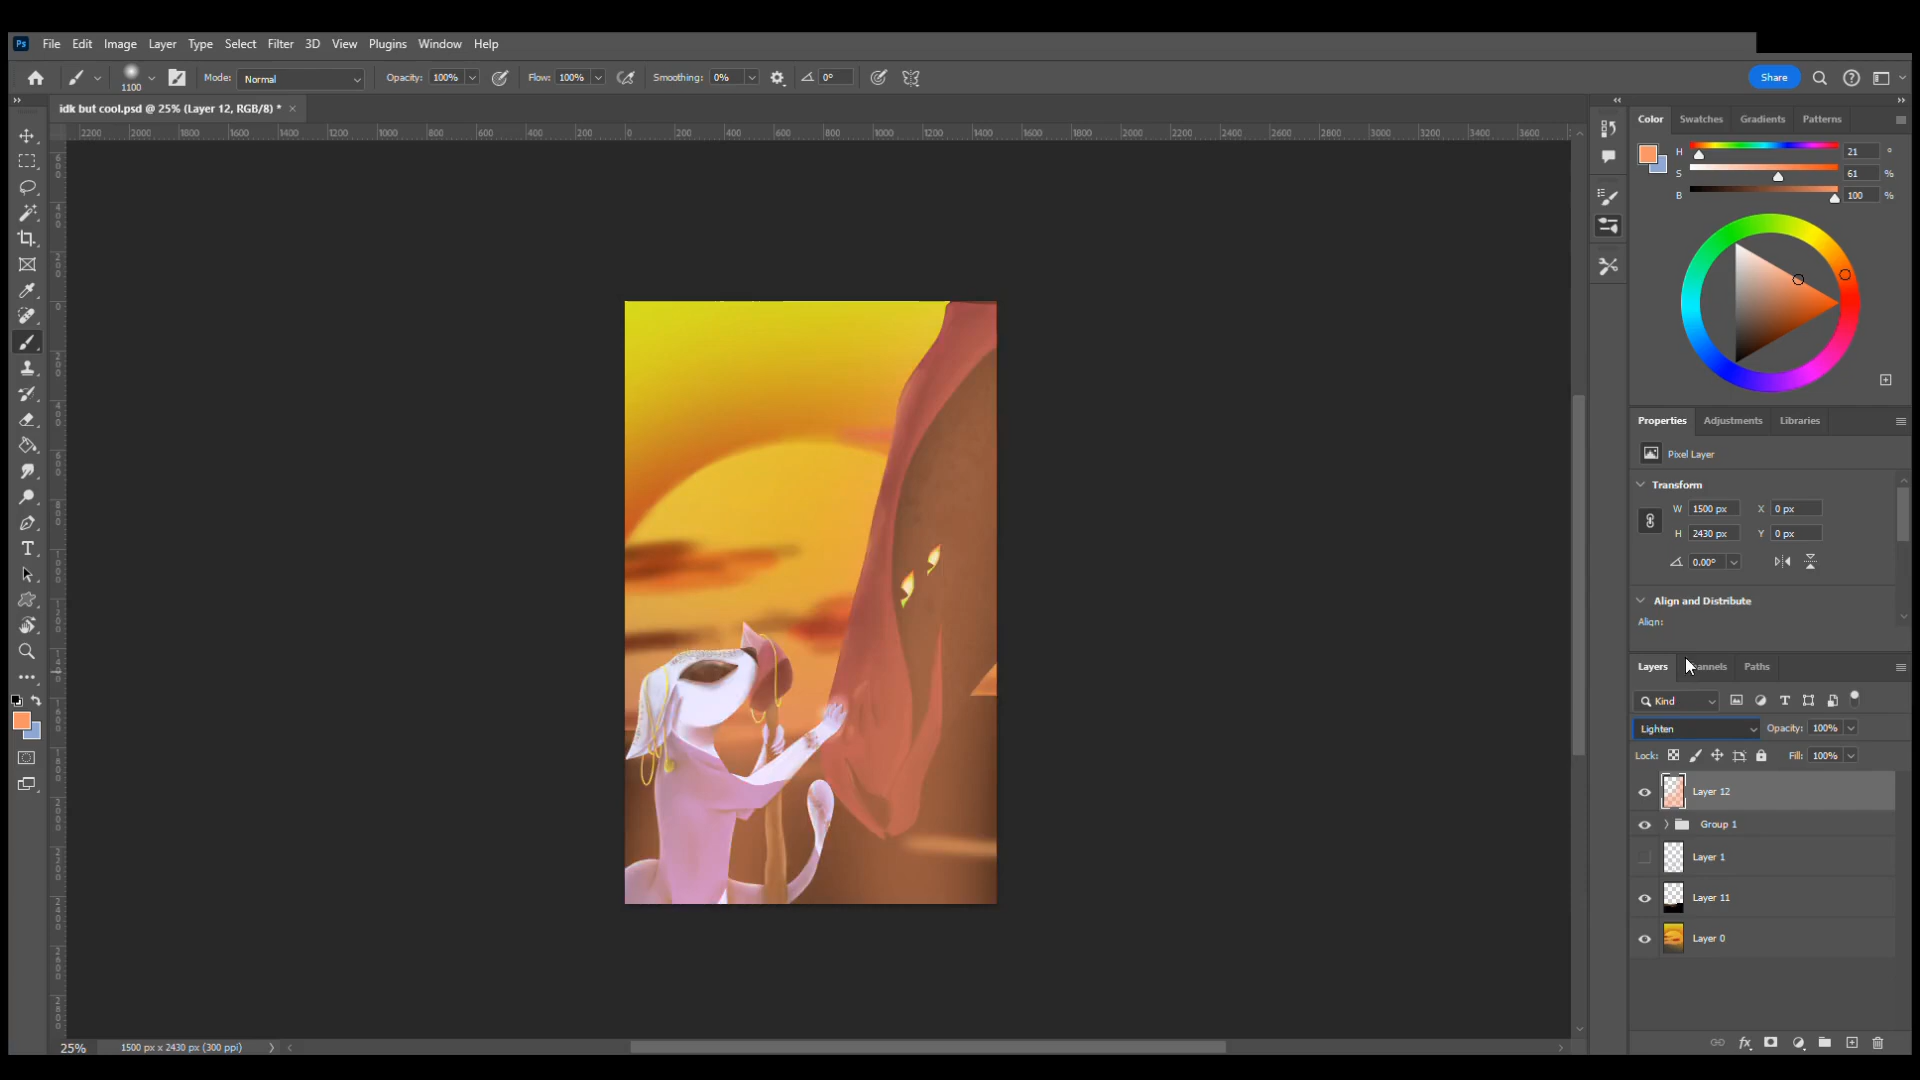 Ps File Edit Image Layer Type Select Filter 3D View Plugins Window Help
1100 Mode: Normal Opacity: 100% Flow: 100% Smoothing: 0% 0° Share
idk but cool.psd @ 25% (Layer 12, RGB/8) * ×
2200 2000 1800 1600 1400 1200 1000 800 600 400 200 0 200 400 600 800 1000 1200 1400 1600 1800 2000 2200 2400 2600 2800 3000 3200 3400 3600
Color Swatches Gradients Patterns
H 21 °
S 61 %
B 100 %
Properties Adjustments Libraries
Pixel Layer
Transform
W 1500 px X 0 px
H 2430 px Y 0 px
0.00°
Align and Distribute
Align:
Layers Channels Paths
Kind
Lighten Opacity: 100%
Lock: Fill: 100%
Layer 12
Group 1
Layer 1
Layer 11
Layer 0
fx
25% 1500 px x 2430 px (300 ppi)